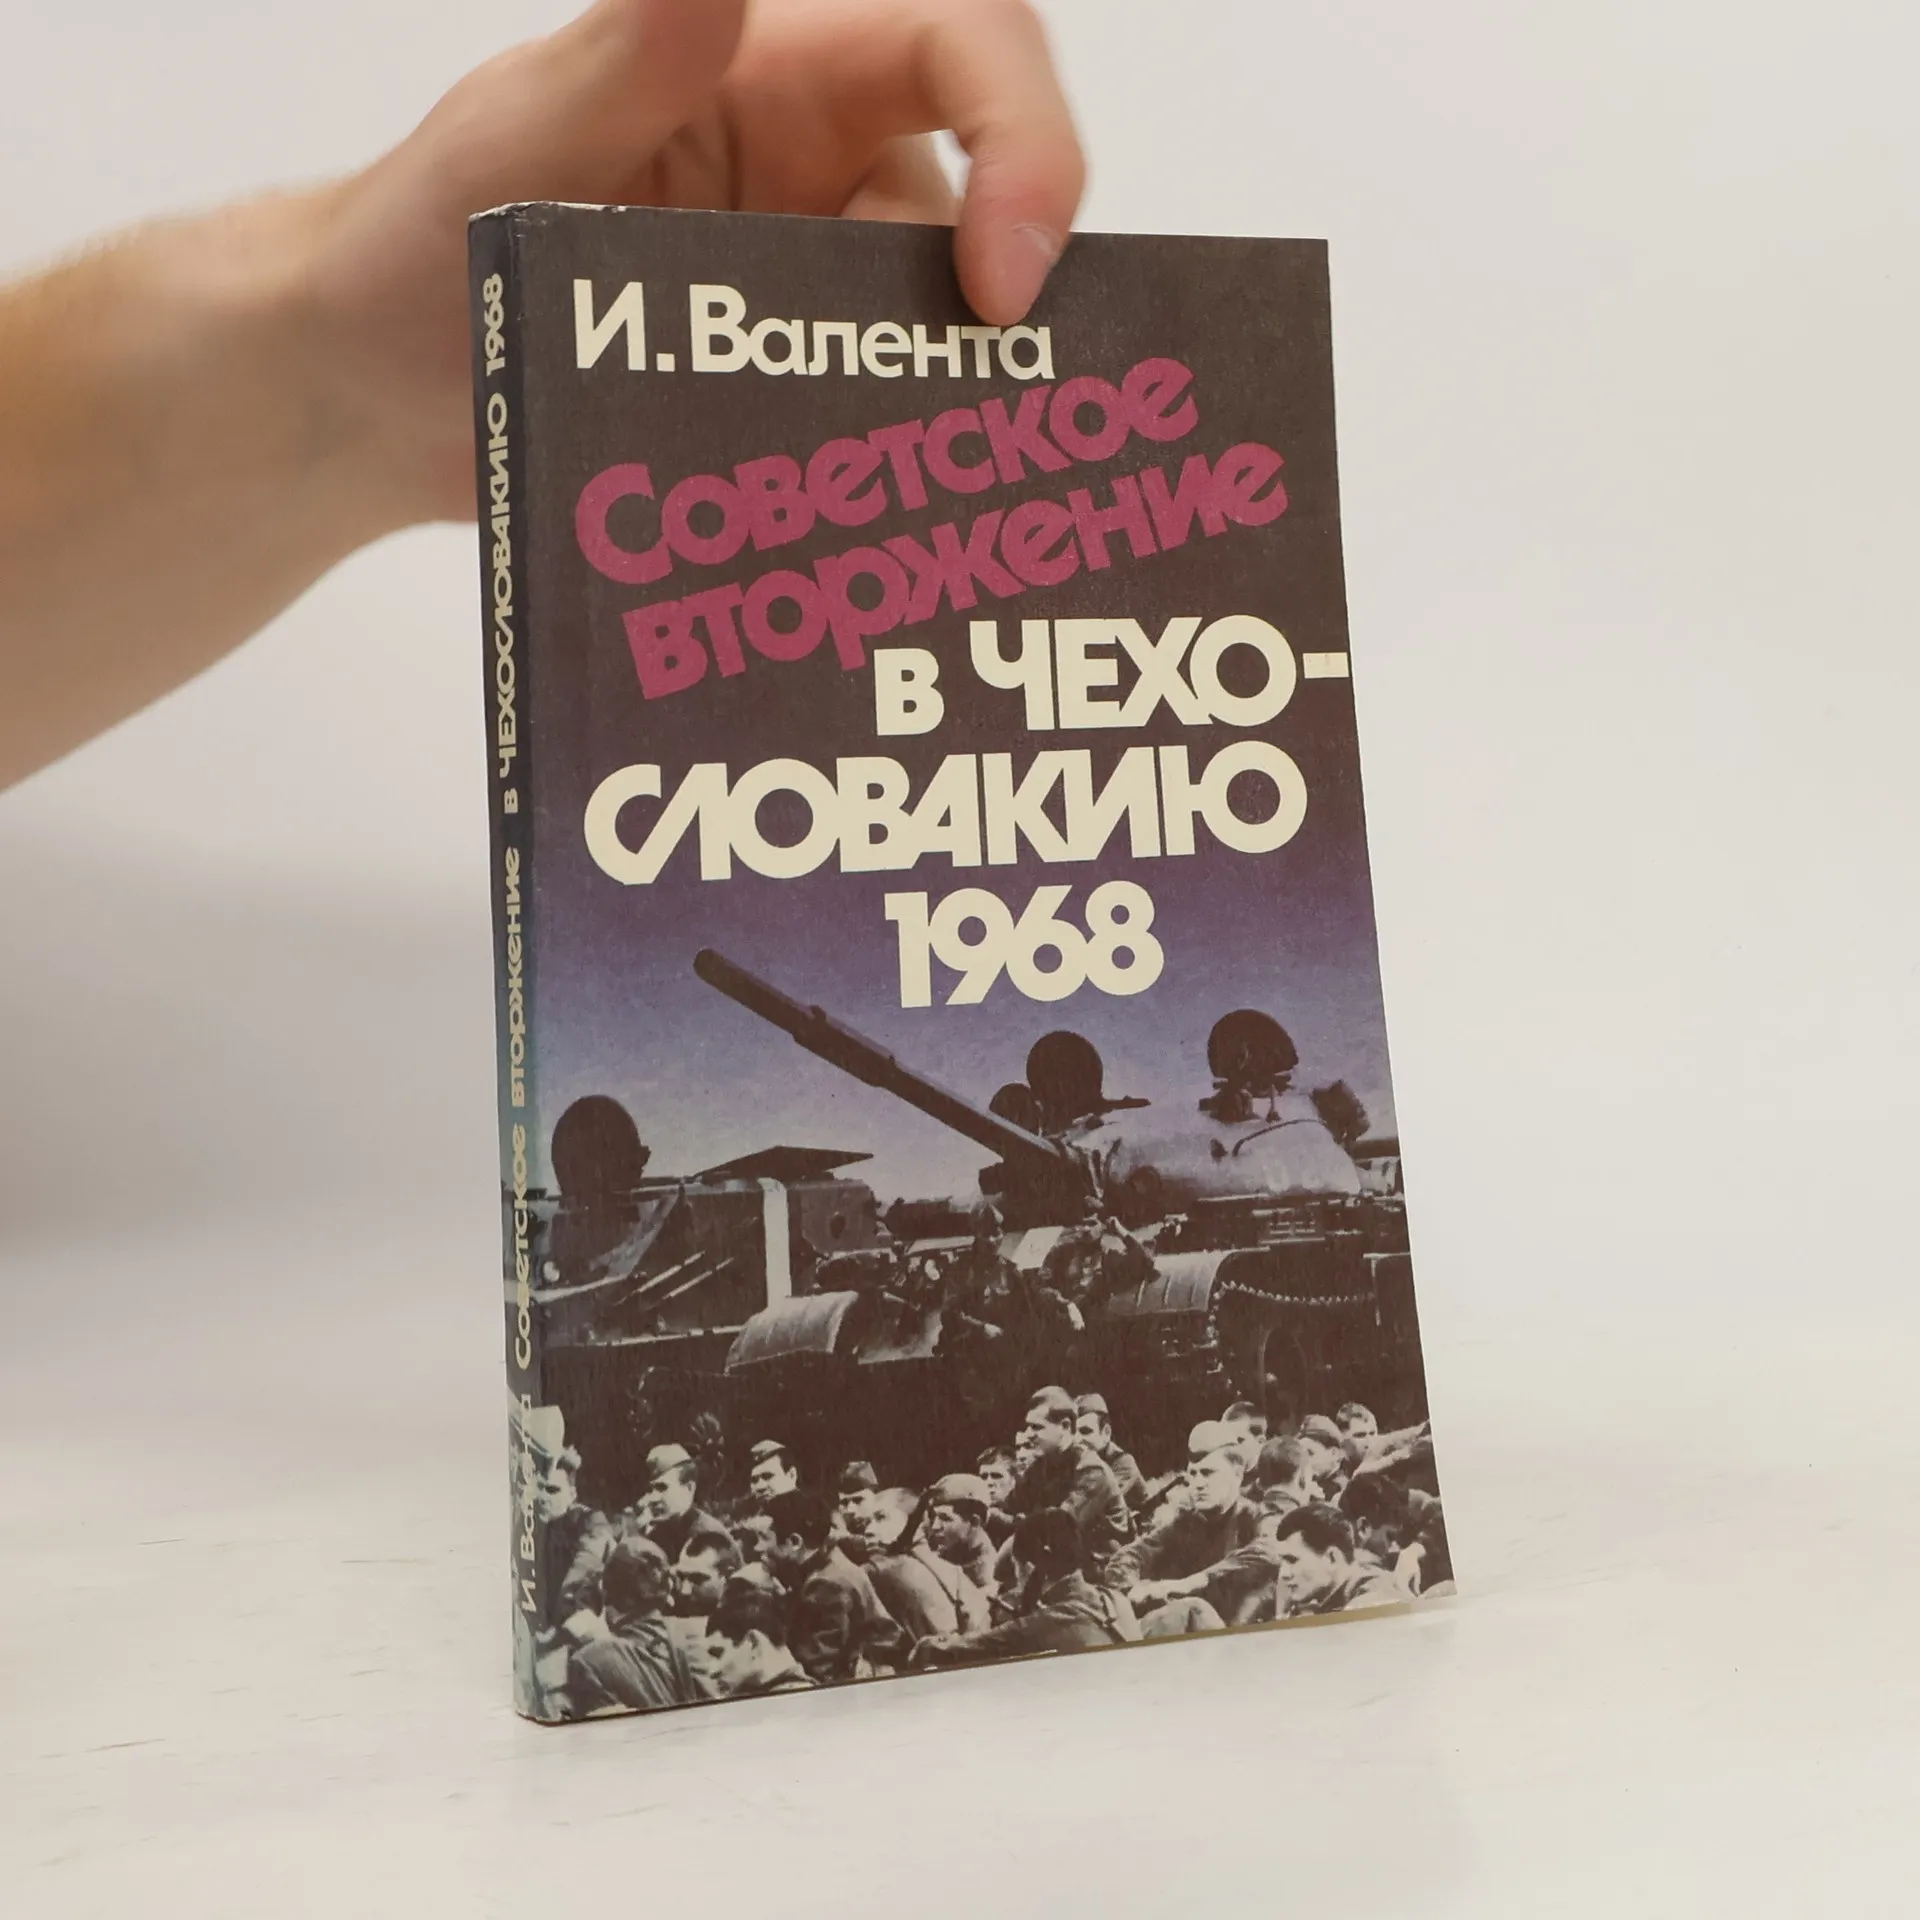 И. Валента
Советское
вторжение
в ЧЕХО-
СЛОВАКИЮ
1968
И. Валента Советское вторжение в ЧЕХОСЛОВАКИЮ 1968